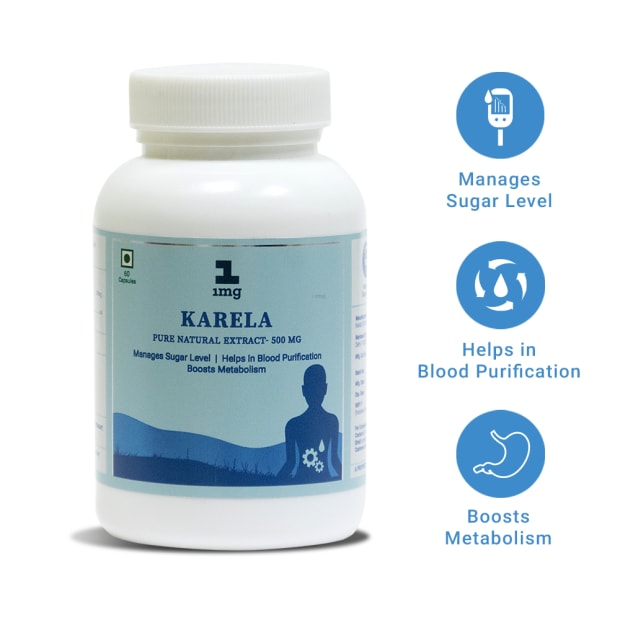 60
Capsules
1
1mg
KARELA
PURE NATURAL EXTRACT- 500 MG
Manages Sugar Level | Helps in Blood Purification
Boosts Metabolism
Manages
Sugar Level
Helps in
Blood Purification
Boosts
Metabolism